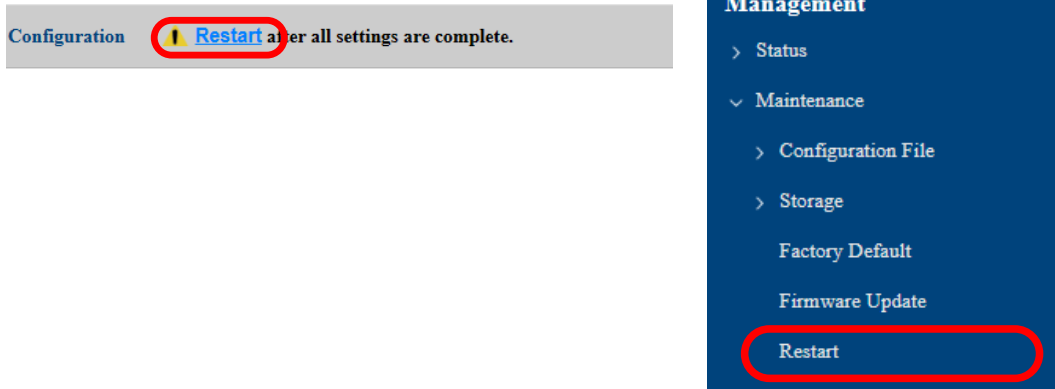 Configuration Restart after all settings are complete.
Management
Status
Maintenance
Configuration File
Storage
Factory Default
Firmware Update
Restart